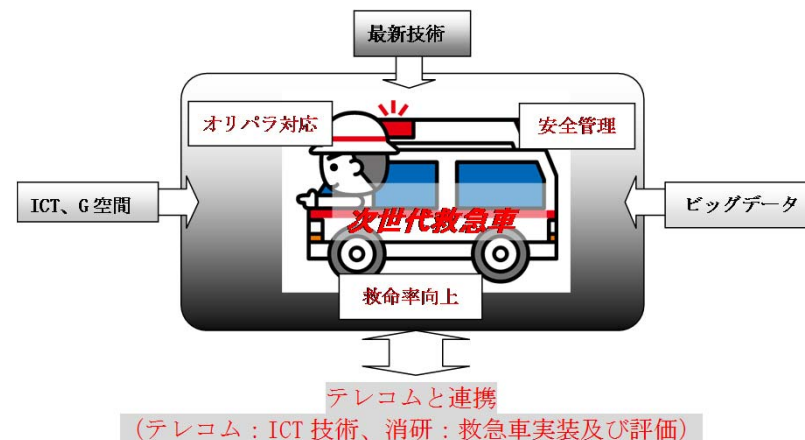 最新技術
オリパラ対応
安全管理
ICT、G空間
ビッグデータ
次世代救急車
救命率向上
テレコムと連携
（テレコム：ICT技術、消研：救急車実装及び評価）